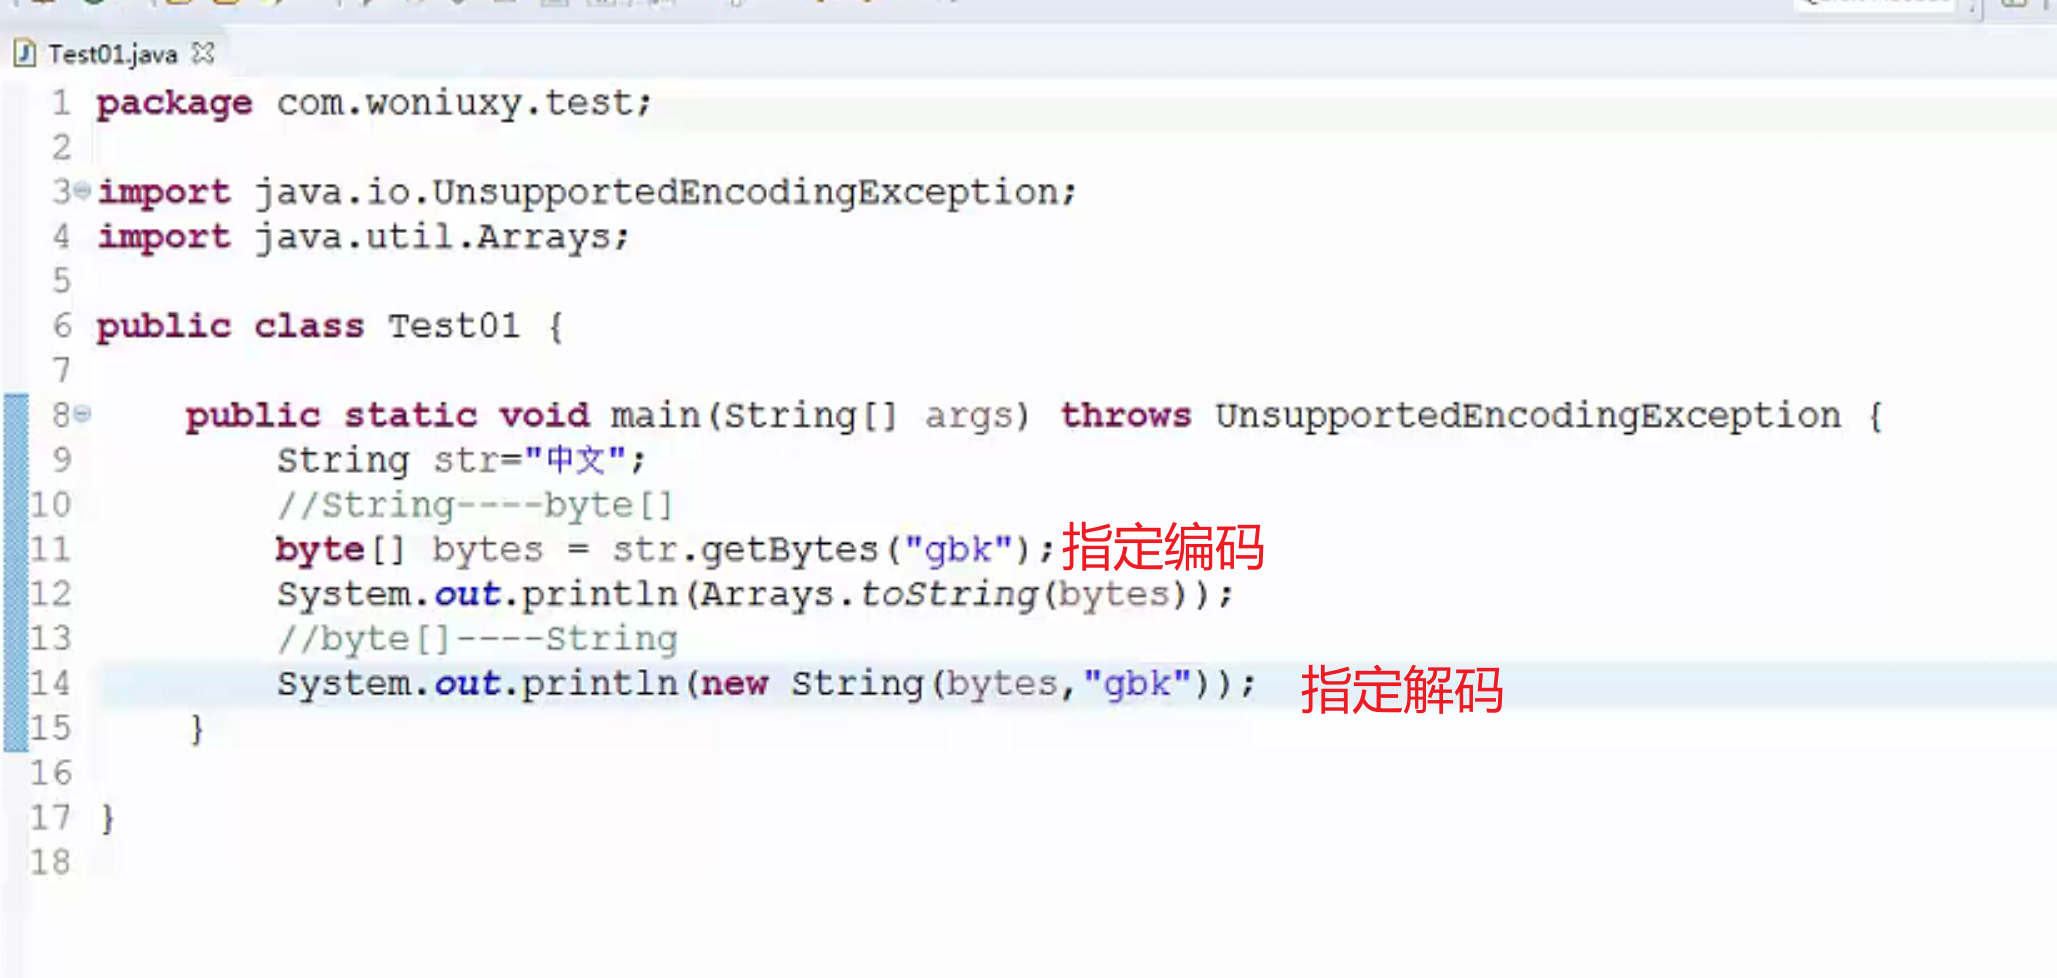 Test01.java
1 package com.woniuxy.test;
2
3 import java.io.UnsupportedEncodingException;
4 import java.util.Arrays;
5
6 public class Test01 {
7
8 public static void main(String[] args) throws UnsupportedEncodingException {
9 String str="中文";
10 //String----byte[]
11 byte[] bytes = str.getBytes("gbk");指定编码
12 System.out.println(Arrays.toString(bytes));
13 //byte[]----String
14 System.out.println(new String(bytes,"gbk")); 指定解码
15 }
16
17 }
18